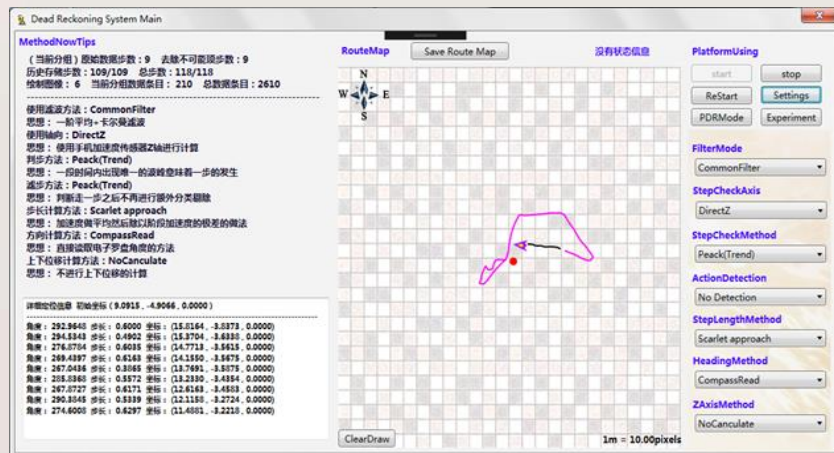 Dead Reckoning System Main
MethodNowTips
(当前分组)原始数据步数:9 去除不可能顶步数:9
历史存储步数:109/109 总步数:118/118
绘制图像:6 当前分组数据条目:210 总数据条目:2610
使用滤波方法:CommonFilter
思想:一阶平均+卡尔曼滤波
使用轴向:DirectZ
思想:使用手机加速度传感器Z轴进行计算
判步方法:Peack(Trend)
思想:一段时间内出现唯一的波峰意味着一步的发生
滤步方法:Peack(Trend)
思想:判断走一步之后不再进行额外分类剔除
步长计算方法:Scarlet approach
思想:加速度做平均然后除以阶段加速度的极差的做法
方向计算方法:CompassRead
思想:直接读取电子罗盘角度的方法
上下位移计算方法:NoCanculate
思想:不进行上下位移的计算
详细定位信息 初始坐标(9.0915,-4.9066,0.0000)
角度:292.9648 步长:0.6000 坐标:(15.8164,-3.8373,0.0000)
角度:294.5343 步长:0.4902 坐标:(15.3704,-3.6338,0.0000)
角度:276.8784 步长:0.6035 坐标:(14.7713,-3.5615,0.0000)
角度:269.4397 步长:0.6163 坐标:(14.1550,-3.5675,0.0000)
角度:267.0436 步长:0.3865 坐标:(13.7691,-3.5875,0.0000)
角度:285.8368 步长:0.5572 坐标:(13.2330,-3.4354,0.0000)
角度:267.8727 步长:0.6171 坐标:(12.6163,-3.4583,0.0000)
角度:290.3845 步长:0.5339 坐标:(12.1158,-3.2724,0.0000)
角度:274.6008 步长:0.6297 坐标:(11.4881,-3.2218,0.0000)
RouteMap
Save Route Map
没有状态信息
N
W E
S
ClearDraw
1m = 10.00pixels
PlatformUsing
start stop
ReStart Settings
PDRMode Experiment
FilterMode
CommonFilter
StepCheckAxis
DirectZ
StepCheckMethod
Peack(Trend)
ActionDetection
No Detection
StepLengthMethod
Scarlet approach
HeadingMethod
CompassRead
ZAxisMethod
NoCanculate